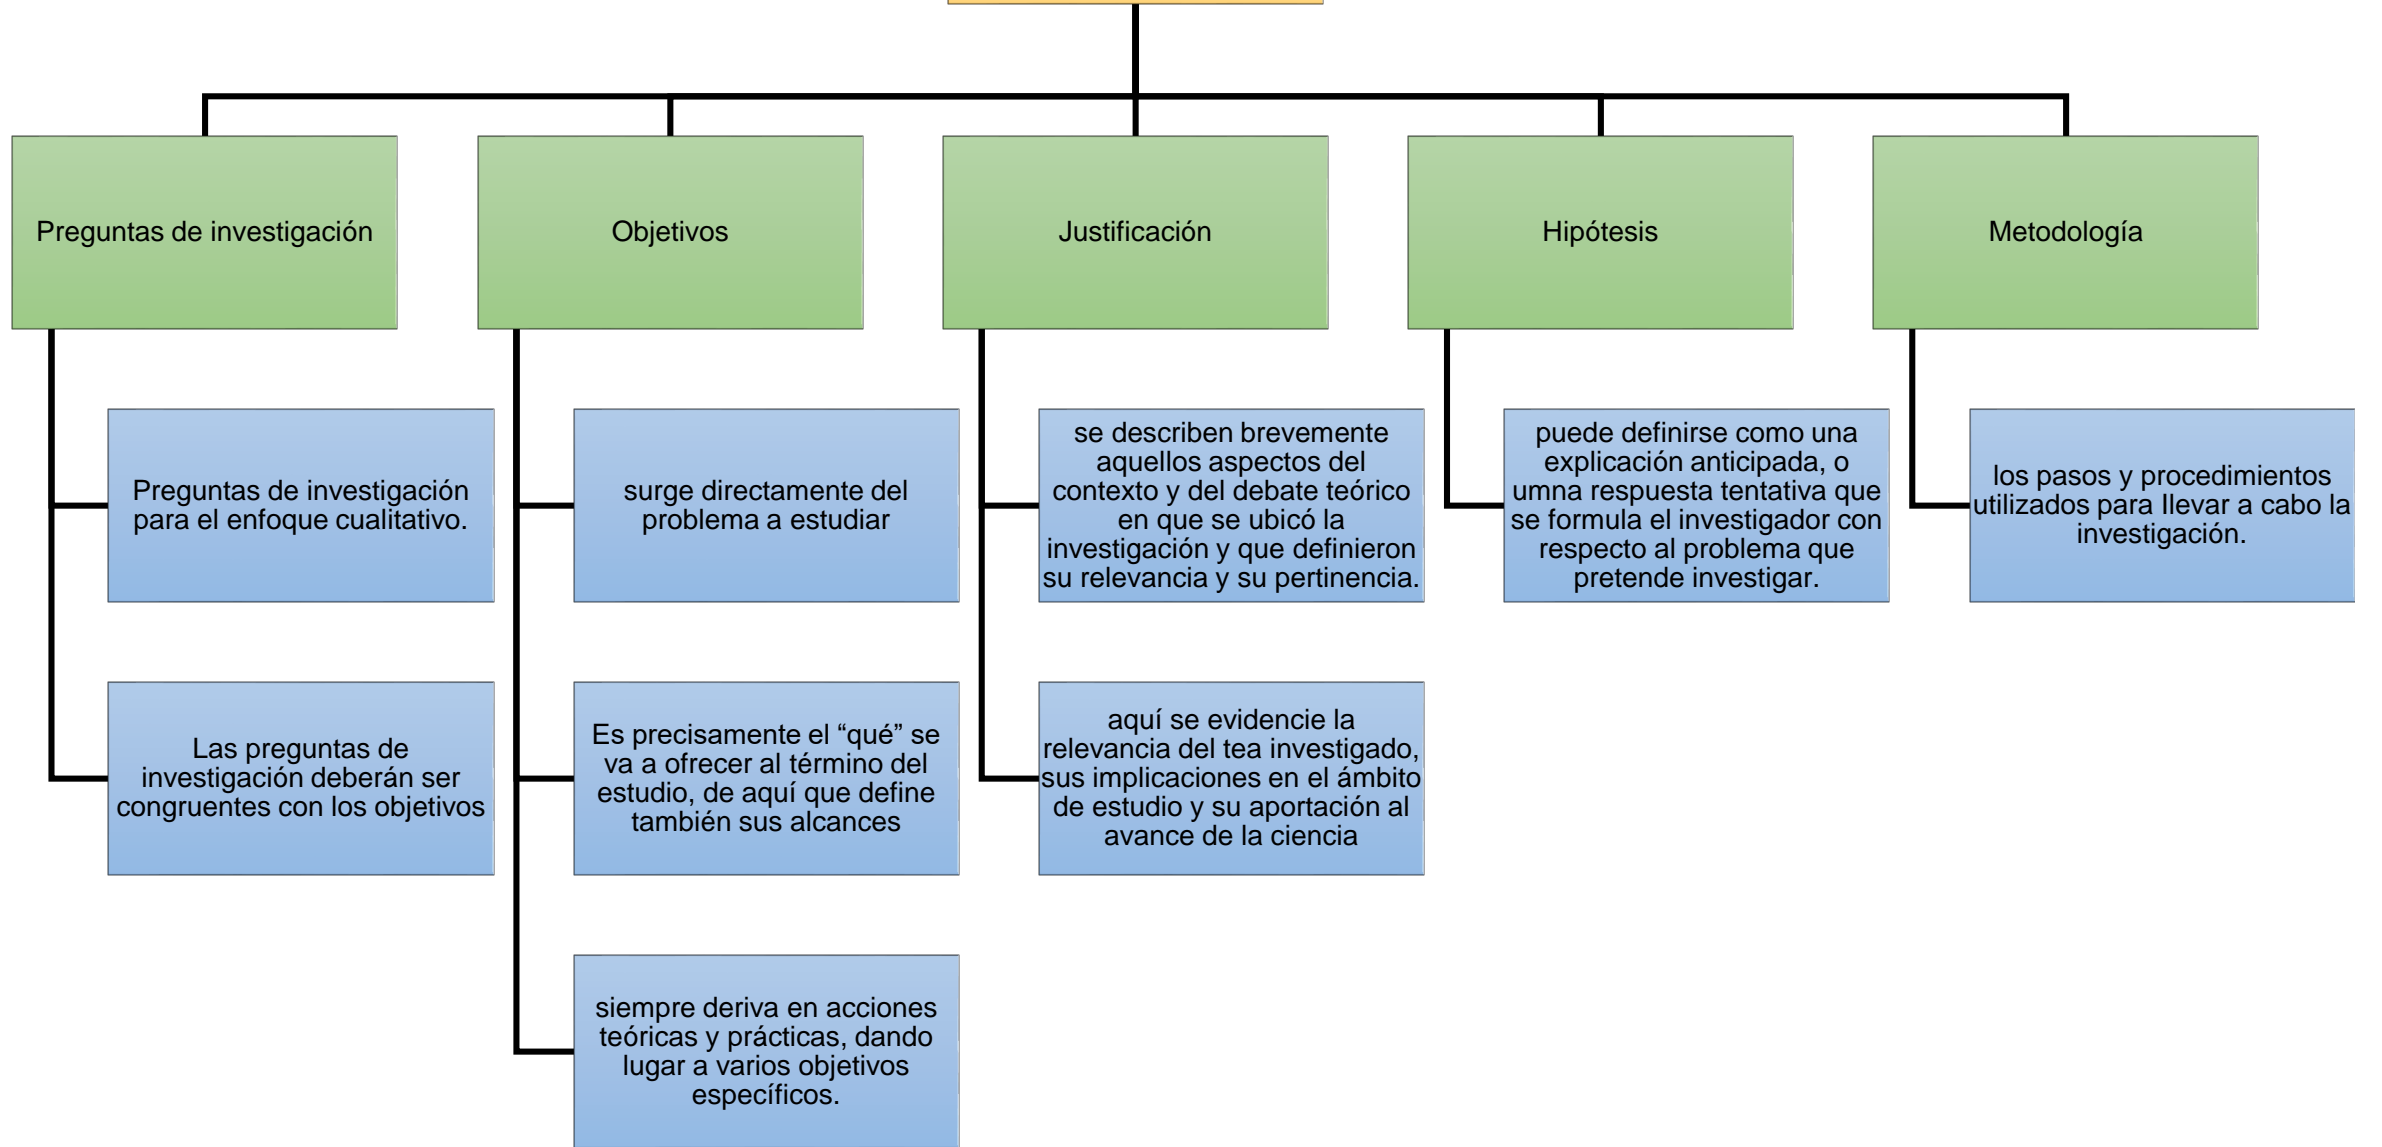 Preguntas de investigación
Objetivos
Justificación
Hipótesis
Metodología
Preguntas de investigación
para el enfoque cualitativo.
surge directamente del
problema a estudiar
se describen brevemente
aquellos aspectos del
contexto y del debate teórico
en que se ubicó la
investigación y que definieron
su relevancia y su pertinencia.
puede definirse como una
explicación anticipada, o
umna respuesta tentativa que
se formula el investigador con
respecto al problema que
pretende investigar.
los pasos y procedimientos
utilizados para llevar a cabo la
investigación.
Las preguntas de
investigación deberán ser
congruentes con los objetivos
Es precisamente el “qué” se
va a ofrecer al término del
estudio, de aquí que define
también sus alcances
aquí se evidencie la
relevancia del tea investigado,
sus implicaciones en el ámbito
de estudio y su aportación al
avance de la ciencia
siempre deriva en acciones
teóricas y prácticas, dando
lugar a varios objetivos
específicos.